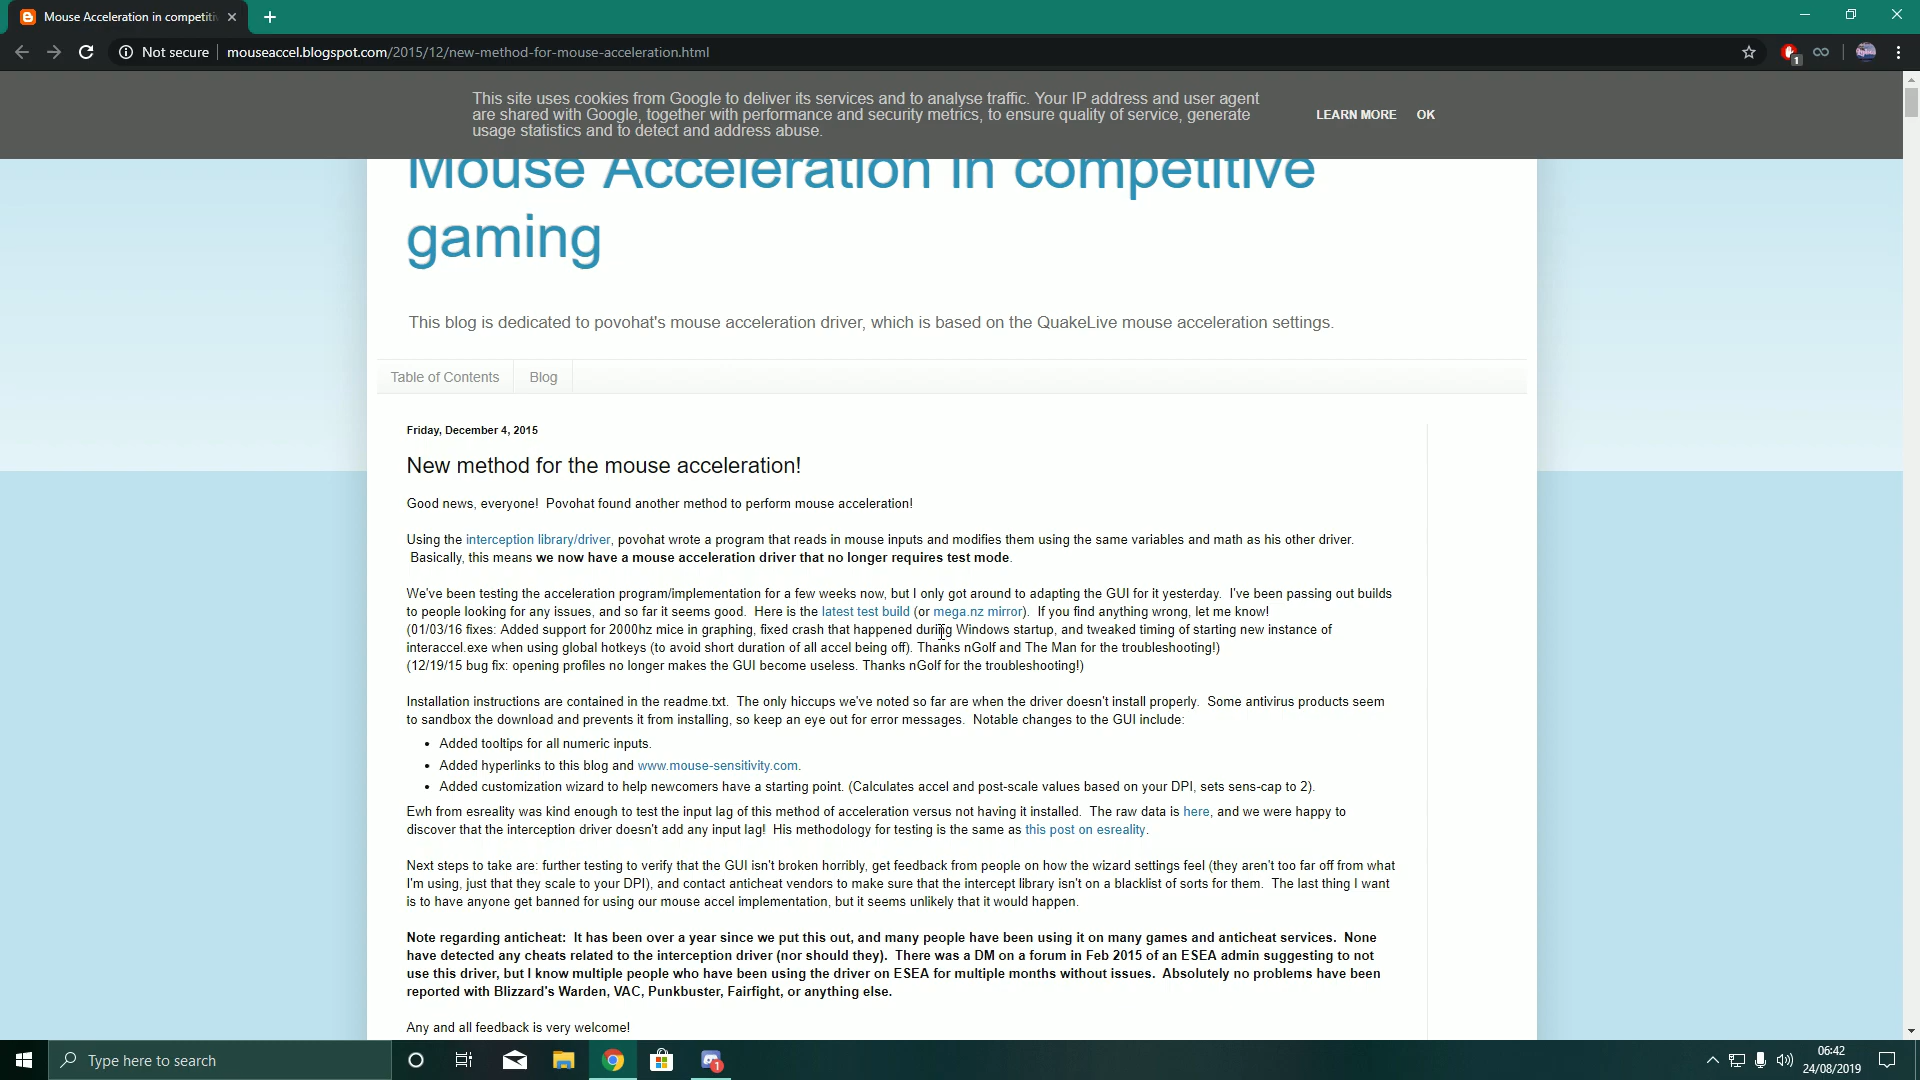 Mouse Acceleration in competiti
Not secure
mouseaccel.blogspot.com/2015/12/new-method-for-mouse-acceleration.html
1
This site uses cookies from Google to deliver its services and to analyse traffic. Your IP address and user agent
are shared with Google, together with performance and security metrics, to ensure quality of service, generate
usage statistics and to detect and address abuse.
LEARN MORE
OK
Mouse Acceleration in competitive
gaming
This blog is dedicated to povohat's mouse acceleration driver, which is based on the QuakeLive mouse acceleration settings.
Table of Contents
Blog
Friday, December 4, 2015
New method for the mouse acceleration!
Good news, everyone! Povohat found another method to perform mouse acceleration!
Using the interception library/driver, povohat wrote a program that reads in mouse inputs and modifies them using the same variables and math as his other driver.
Basically, this means we now have a mouse acceleration driver that no longer requires test mode.
We've been testing the acceleration program/implementation for a few weeks now, but I only got around to adapting the GUI for it yesterday. I've been passing out builds
to people looking for any issues, and so far it seems good. Here is the latest test build (or mega.nz mirror). If you find anything wrong, let me know!
(01/03/16 fixes: Added support for 2000hz mice in graphing, fixed crash that happened during Windows startup, and tweaked timing of starting new instance of
interaccel.exe when using global hotkeys (to avoid short duration of all accel being off). Thanks nGolf and The Man for the troubleshooting!)
(12/19/15 bug fix: opening profiles no longer makes the GUI become useless. Thanks nGolf for the troubleshooting!)
Installation instructions are contained in the readme.txt. The only hiccups we've noted so far are when the driver doesn't install properly. Some antivirus products seem
to sandbox the download and prevents it from installing, so keep an eye out for error messages. Notable changes to the GUI include:
• Added tooltips for all numeric inputs.
• Added hyperlinks to this blog and www.mouse-sensitivity.com.
• Added customization wizard to help newcomers have a starting point. (Calculates accel and post-scale values based on your DPI, sets sens-cap to 2).
Ewh from esreality was kind enough to test the input lag of this method of acceleration versus not having it installed. The raw data is here, and we were happy to
discover that the interception driver doesn't add any input lag! His methodology for testing is the same as this post on esreality.
Next steps to take are: further testing to verify that the GUI isn't broken horribly, get feedback from people on how the wizard settings feel (they aren't too far off from what
I'm using, just that they scale to your DPI), and contact anticheat vendors to make sure that the intercept library isn't on a blacklist of sorts for them. The last thing I want
is to have anyone get banned for using our mouse accel implementation, but it seems unlikely that it would happen.
Note regarding anticheat: It has been over a year since we put this out, and many people have been using it on many games and anticheat services. None
have detected any cheats related to the interception driver (nor should they). There was a DM on a forum in Feb 2015 of an ESEA admin suggesting to not
use this driver, but I know multiple people who have been using the driver on ESEA for multiple months without issues. Absolutely no problems have been
reported with Blizzard's Warden, VAC, Punkbuster, Fairfight, or anything else.
Any and all feedback is very welcome!
Type here to search
1
06:42
24/08/2019